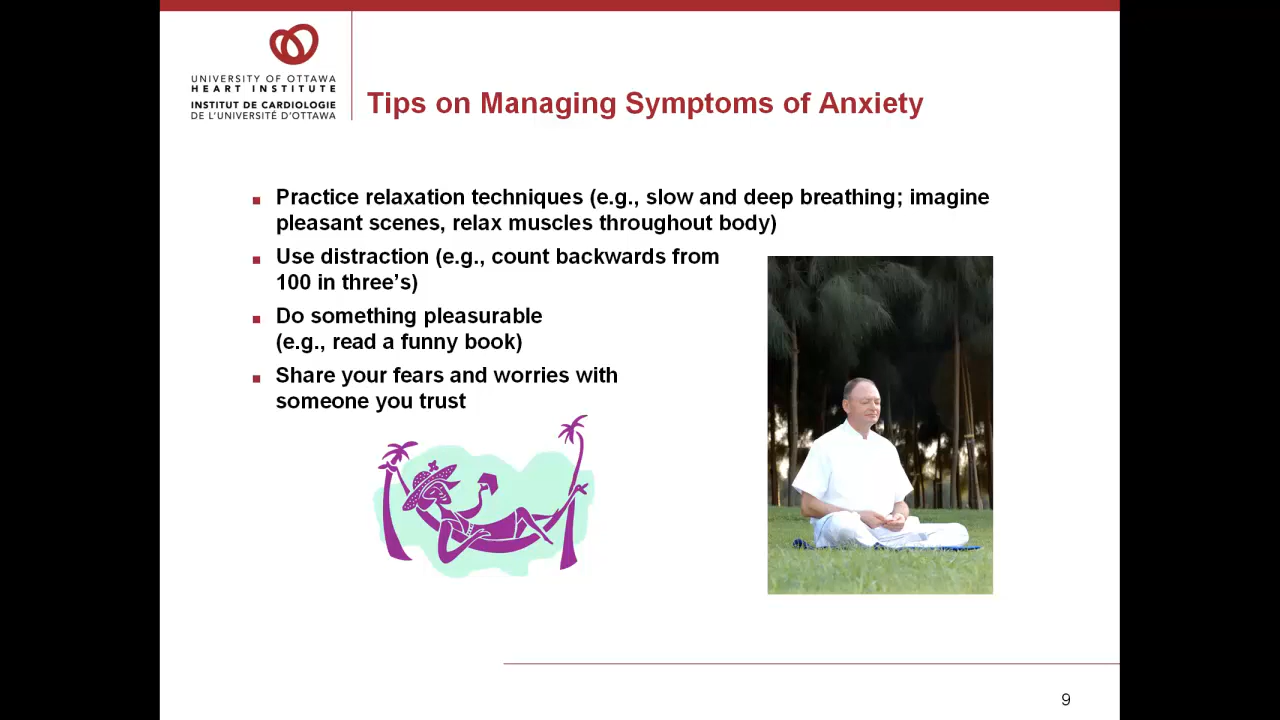 UNIVERSITY OF OTTAWA
HEART INSTITUTE
INSTITUT DE CARDIOLOGIE
DE L'UNIVERSITÉ D'OTTAWA
Tips on Managing Symptoms of Anxiety
Practice relaxation techniques (e.g., slow and deep breathing; imagine
pleasant scenes, relax muscles throughout body)
Use distraction (e.g., count backwards from
100 in three’s)
Do something pleasurable
(e.g., read a funny book)
Share your fears and worries with
someone you trust
9